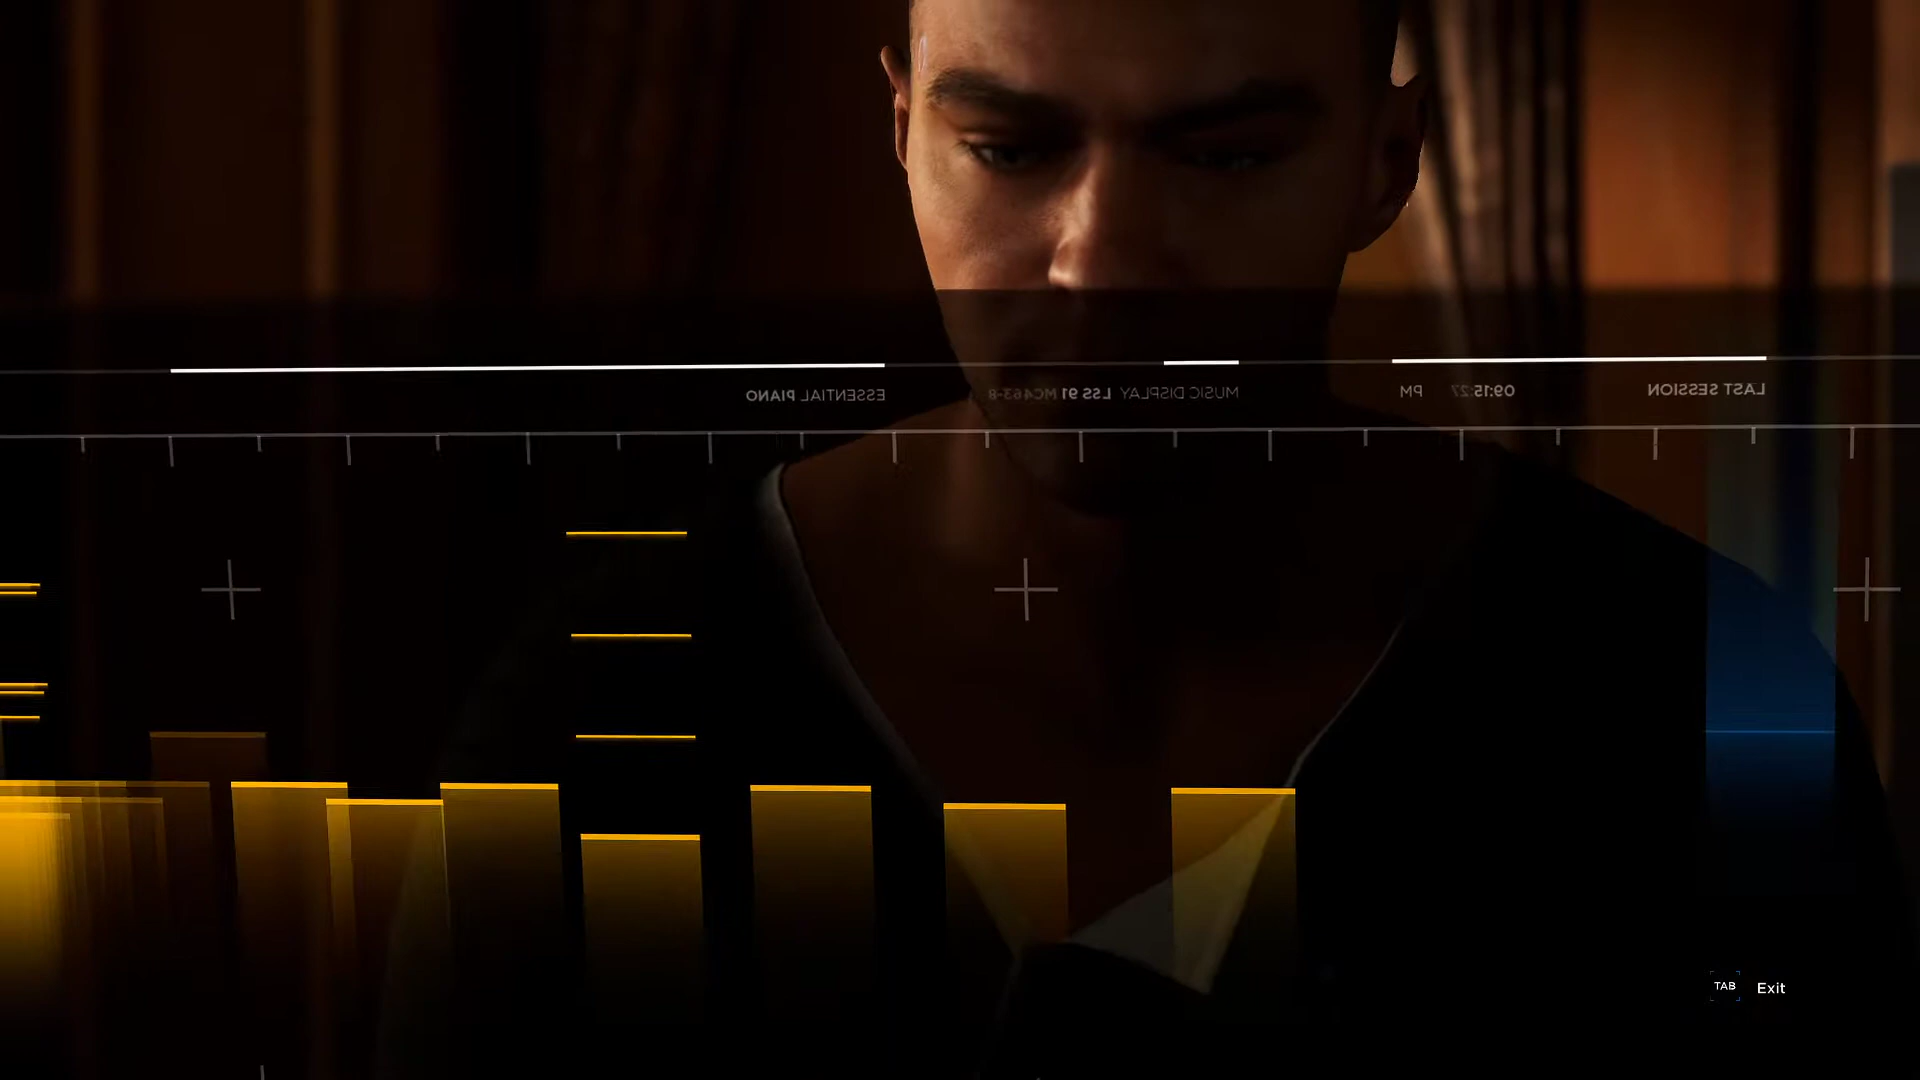 ESSENTIAL PIANO
MUSIC DISPLAY LSS 91 MC463-8
09:15:27 PM
LAST SESSION
TAB Exit